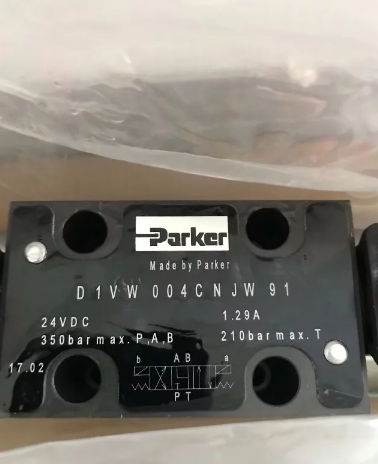 Parker
Made by Parker
D1VW004CNJW91
24VDC 1.29A
350bar max. P,A,B 210bar max. T
17.02
b AB a
PT